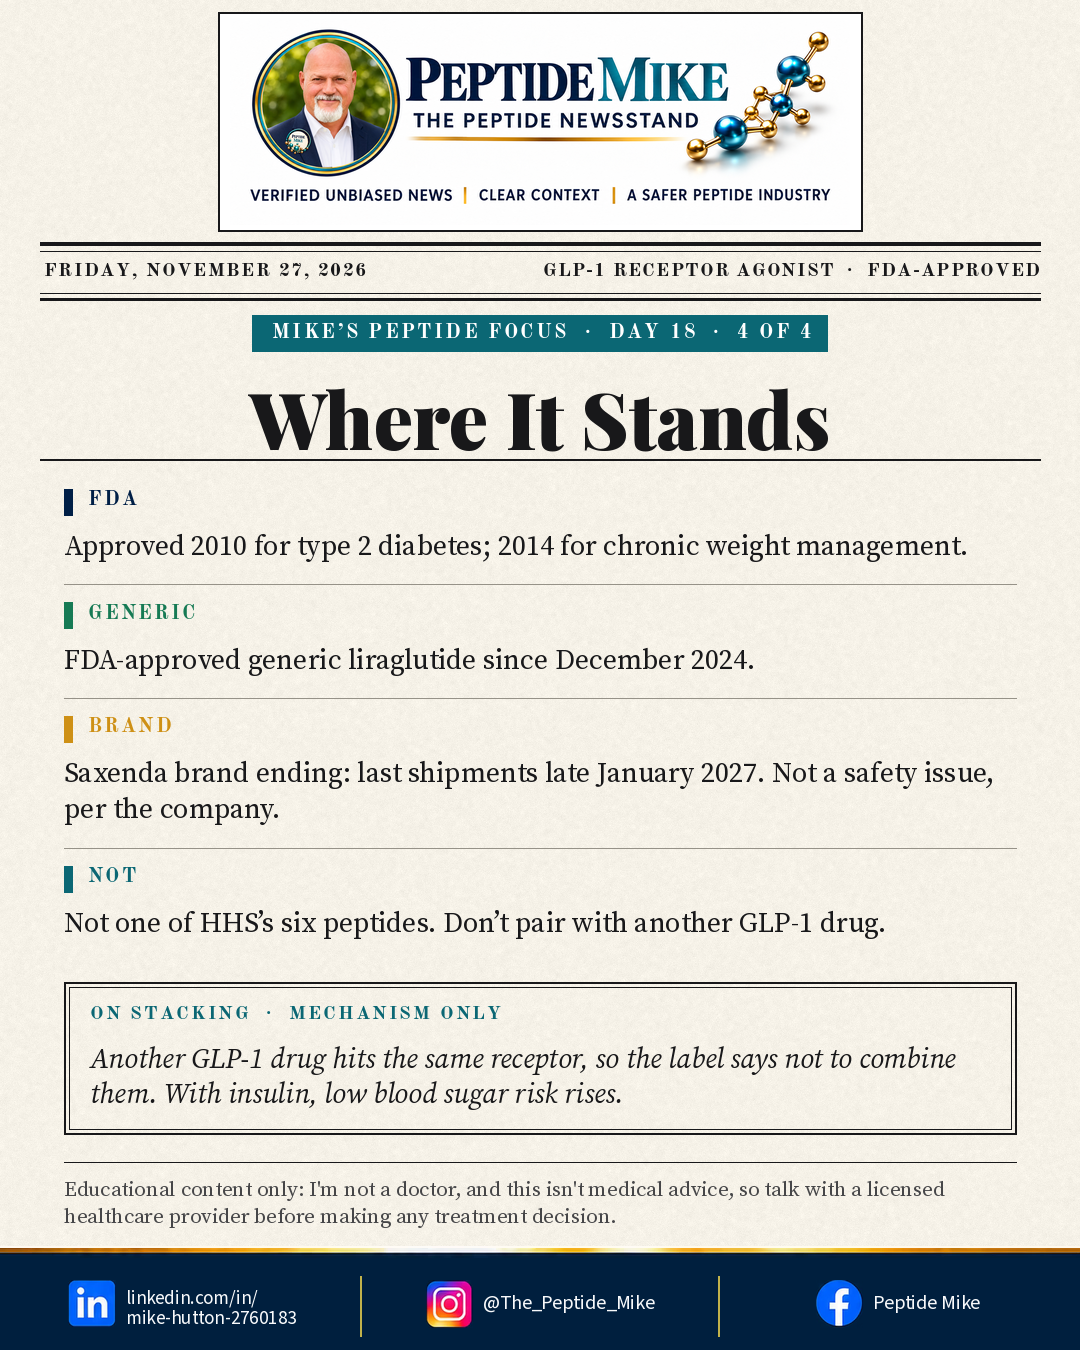 PEPTIDEMIKE
THE PEPTIDE NEWSSTAND
VERIFIED UNBIASED NEWS | CLEAR CONTEXT | A SAFER PEPTIDE INDUSTRY
FRIDAY, NOVEMBER 27, 2026
GLP-1 RECEPTOR AGONIST · FDA-APPROVED
MIKE’S PEPTIDE FOCUS · DAY 18 · 4 OF 4
Where It Stands
FDA
Approved 2010 for type 2 diabetes; 2014 for chronic weight management.
GENERIC
FDA-approved generic liraglutide since December 2024.
BRAND
Saxenda brand ending: last shipments late January 2027. Not a safety issue,
per the company.
NOT
Not one of HHS’s six peptides. Don’t pair with another GLP-1 drug.
ON STACKING · MECHANISM ONLY
Another GLP-1 drug hits the same receptor, so the label says not to combine
them. With insulin, low blood sugar risk rises.
Educational content only: I'm not a doctor, and this isn't medical advice, so talk with a licensed
healthcare provider before making any treatment decision.
linkedin.com/in/
mike-hutton-2760183
@The_Peptide_Mike
Peptide Mike